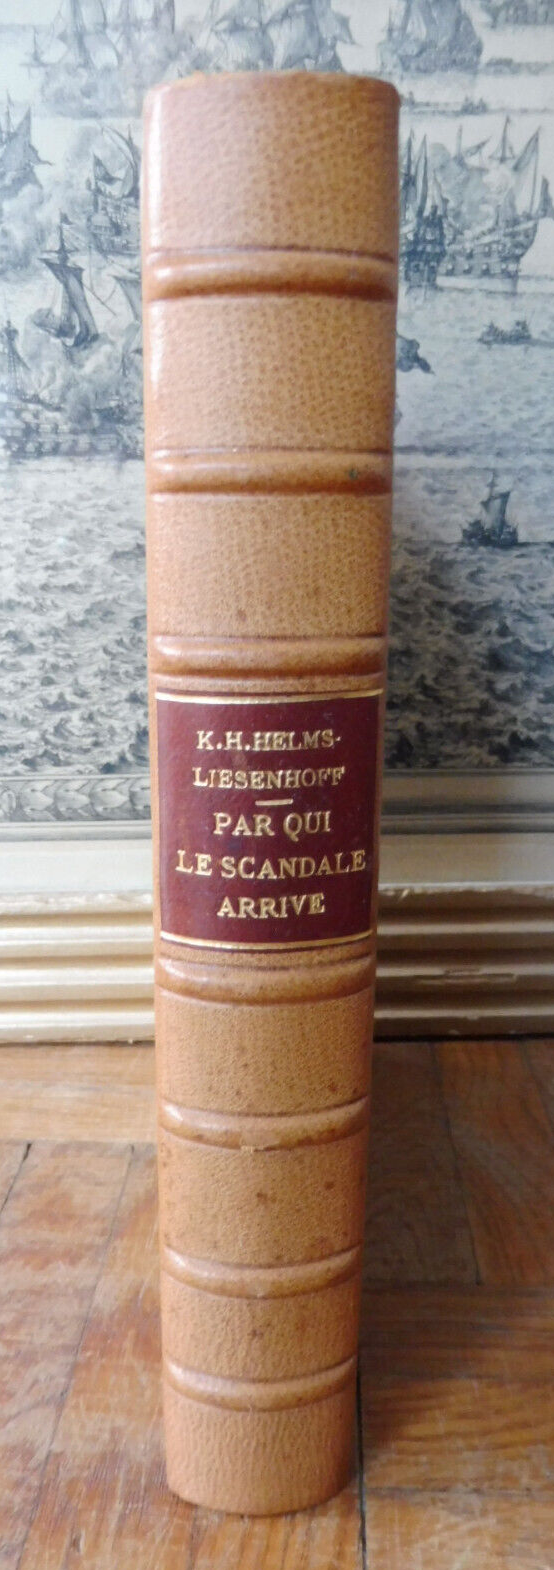 K.H.HELMS-
LIESENHOFF
PAR QUI
LE SCANDALE
ARRIVE